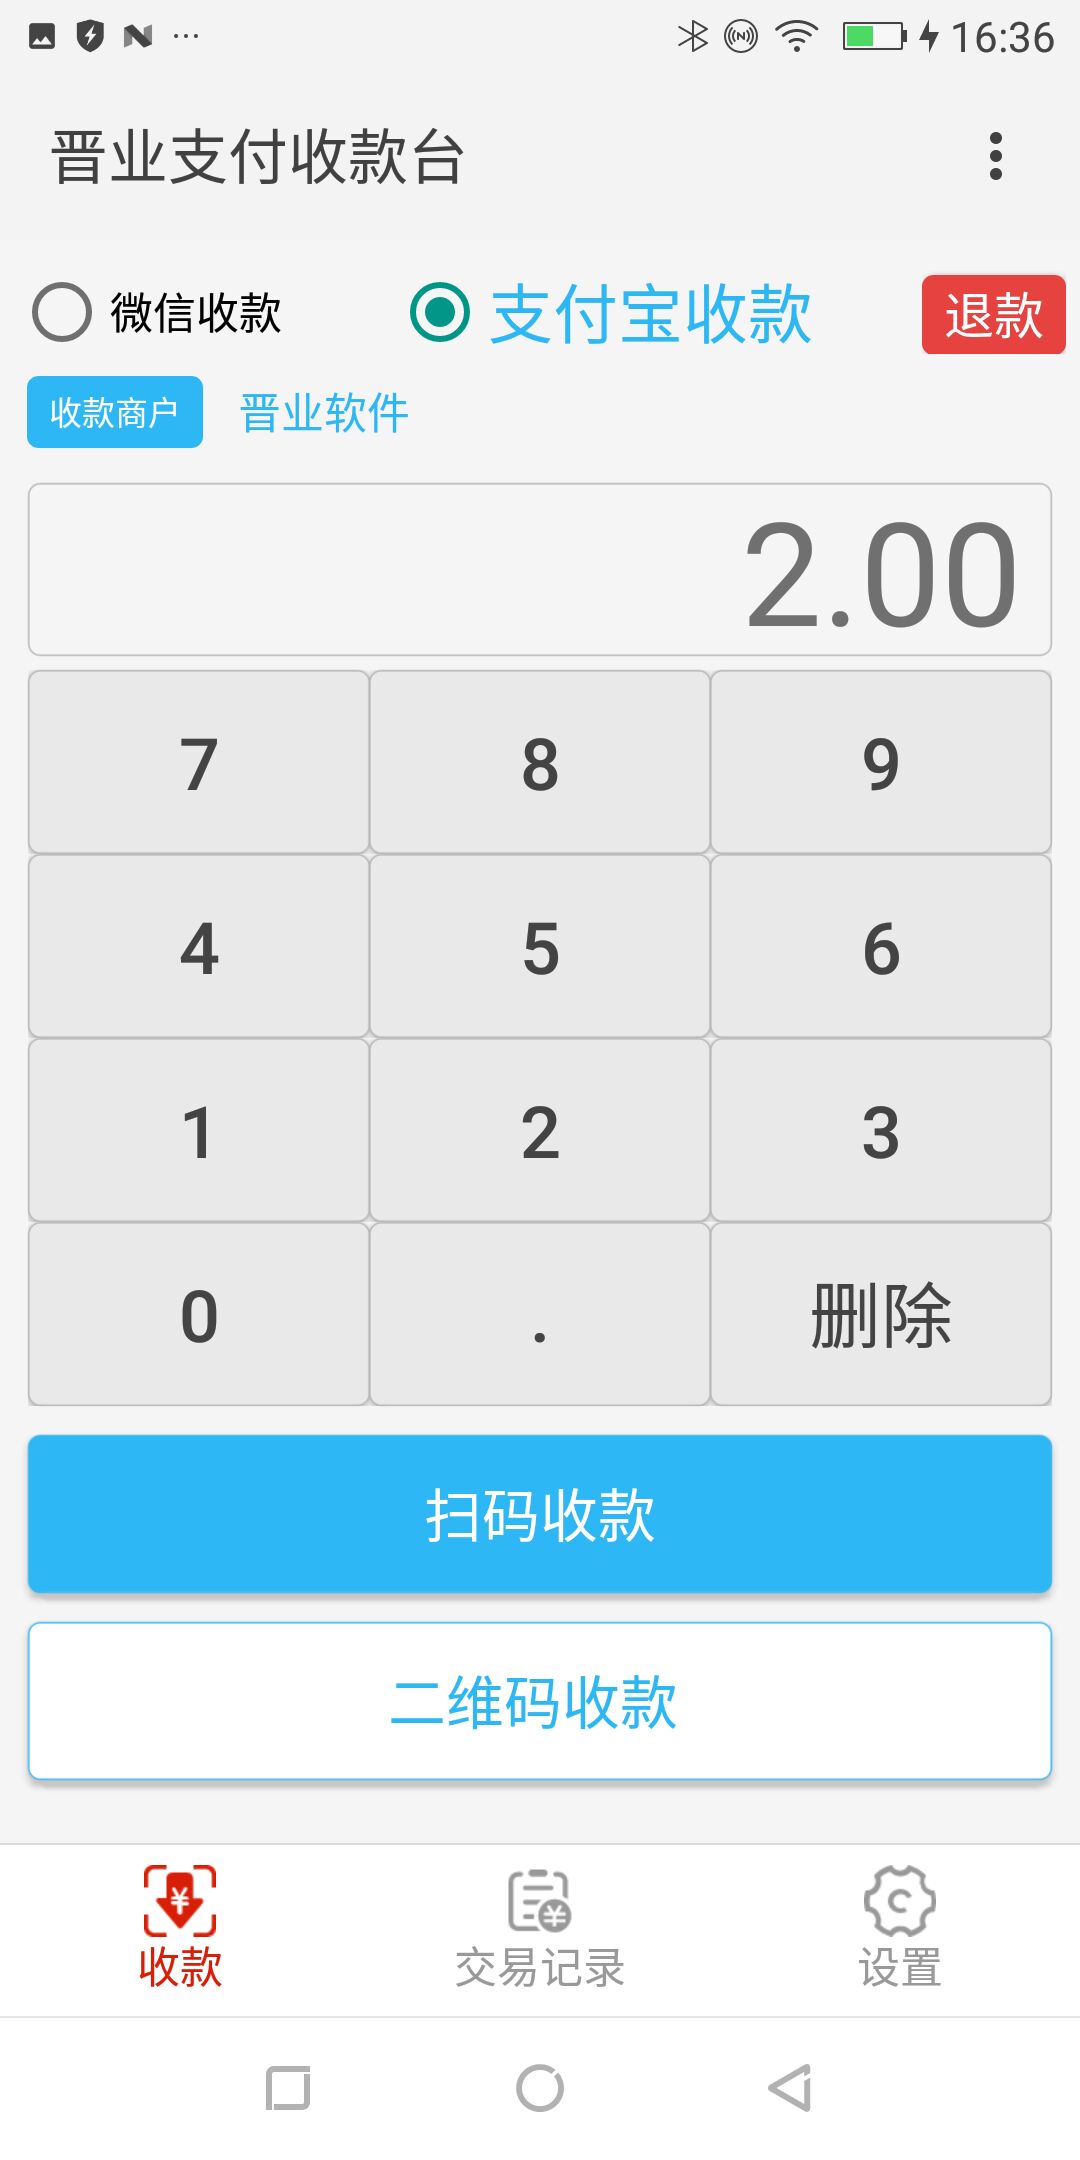 16:36
晋业支付收款台
微信收款 支付宝收款 退款
收款商户 晋业软件
2.00
7 8 9
4 5 6
1 2 3
0 . 删除
扫码收款
二维码收款
收款 交易记录 设置